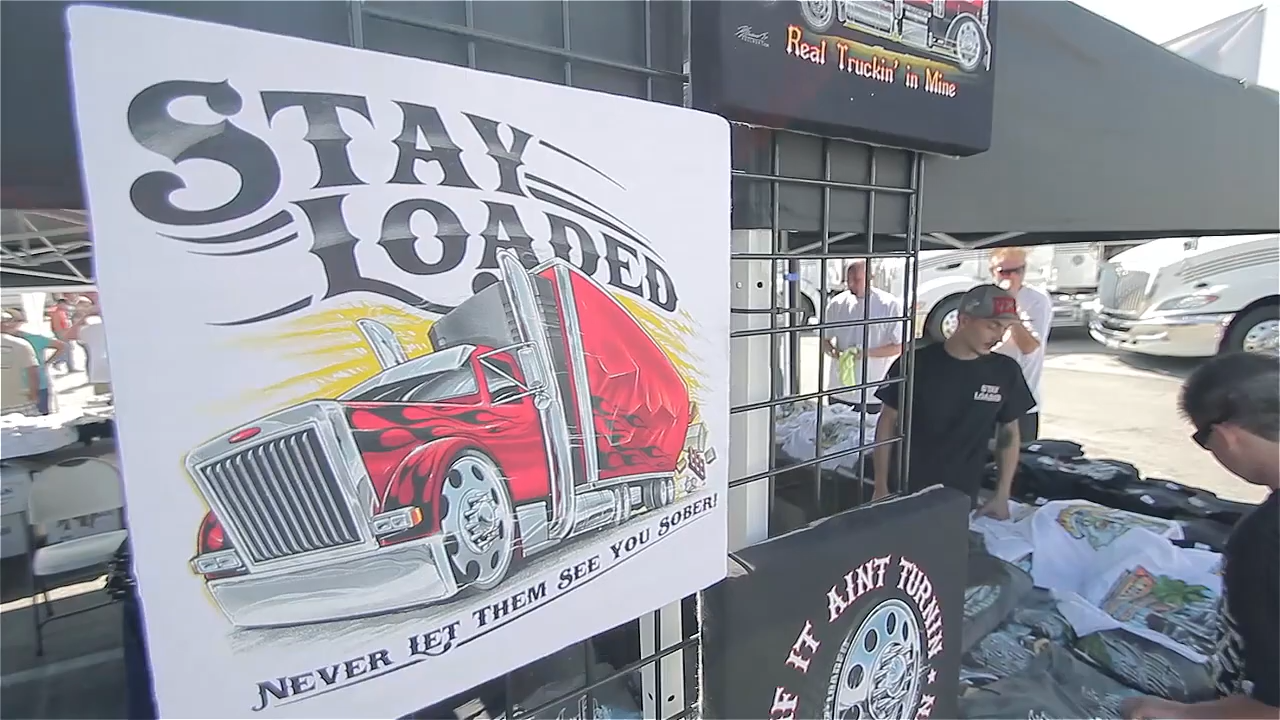 STAY
LOADED
NEVER LET THEM SEE YOU SOBER!
Real Truckin' in Mine
IF IT AINT TURNIN
STAY
LOADED